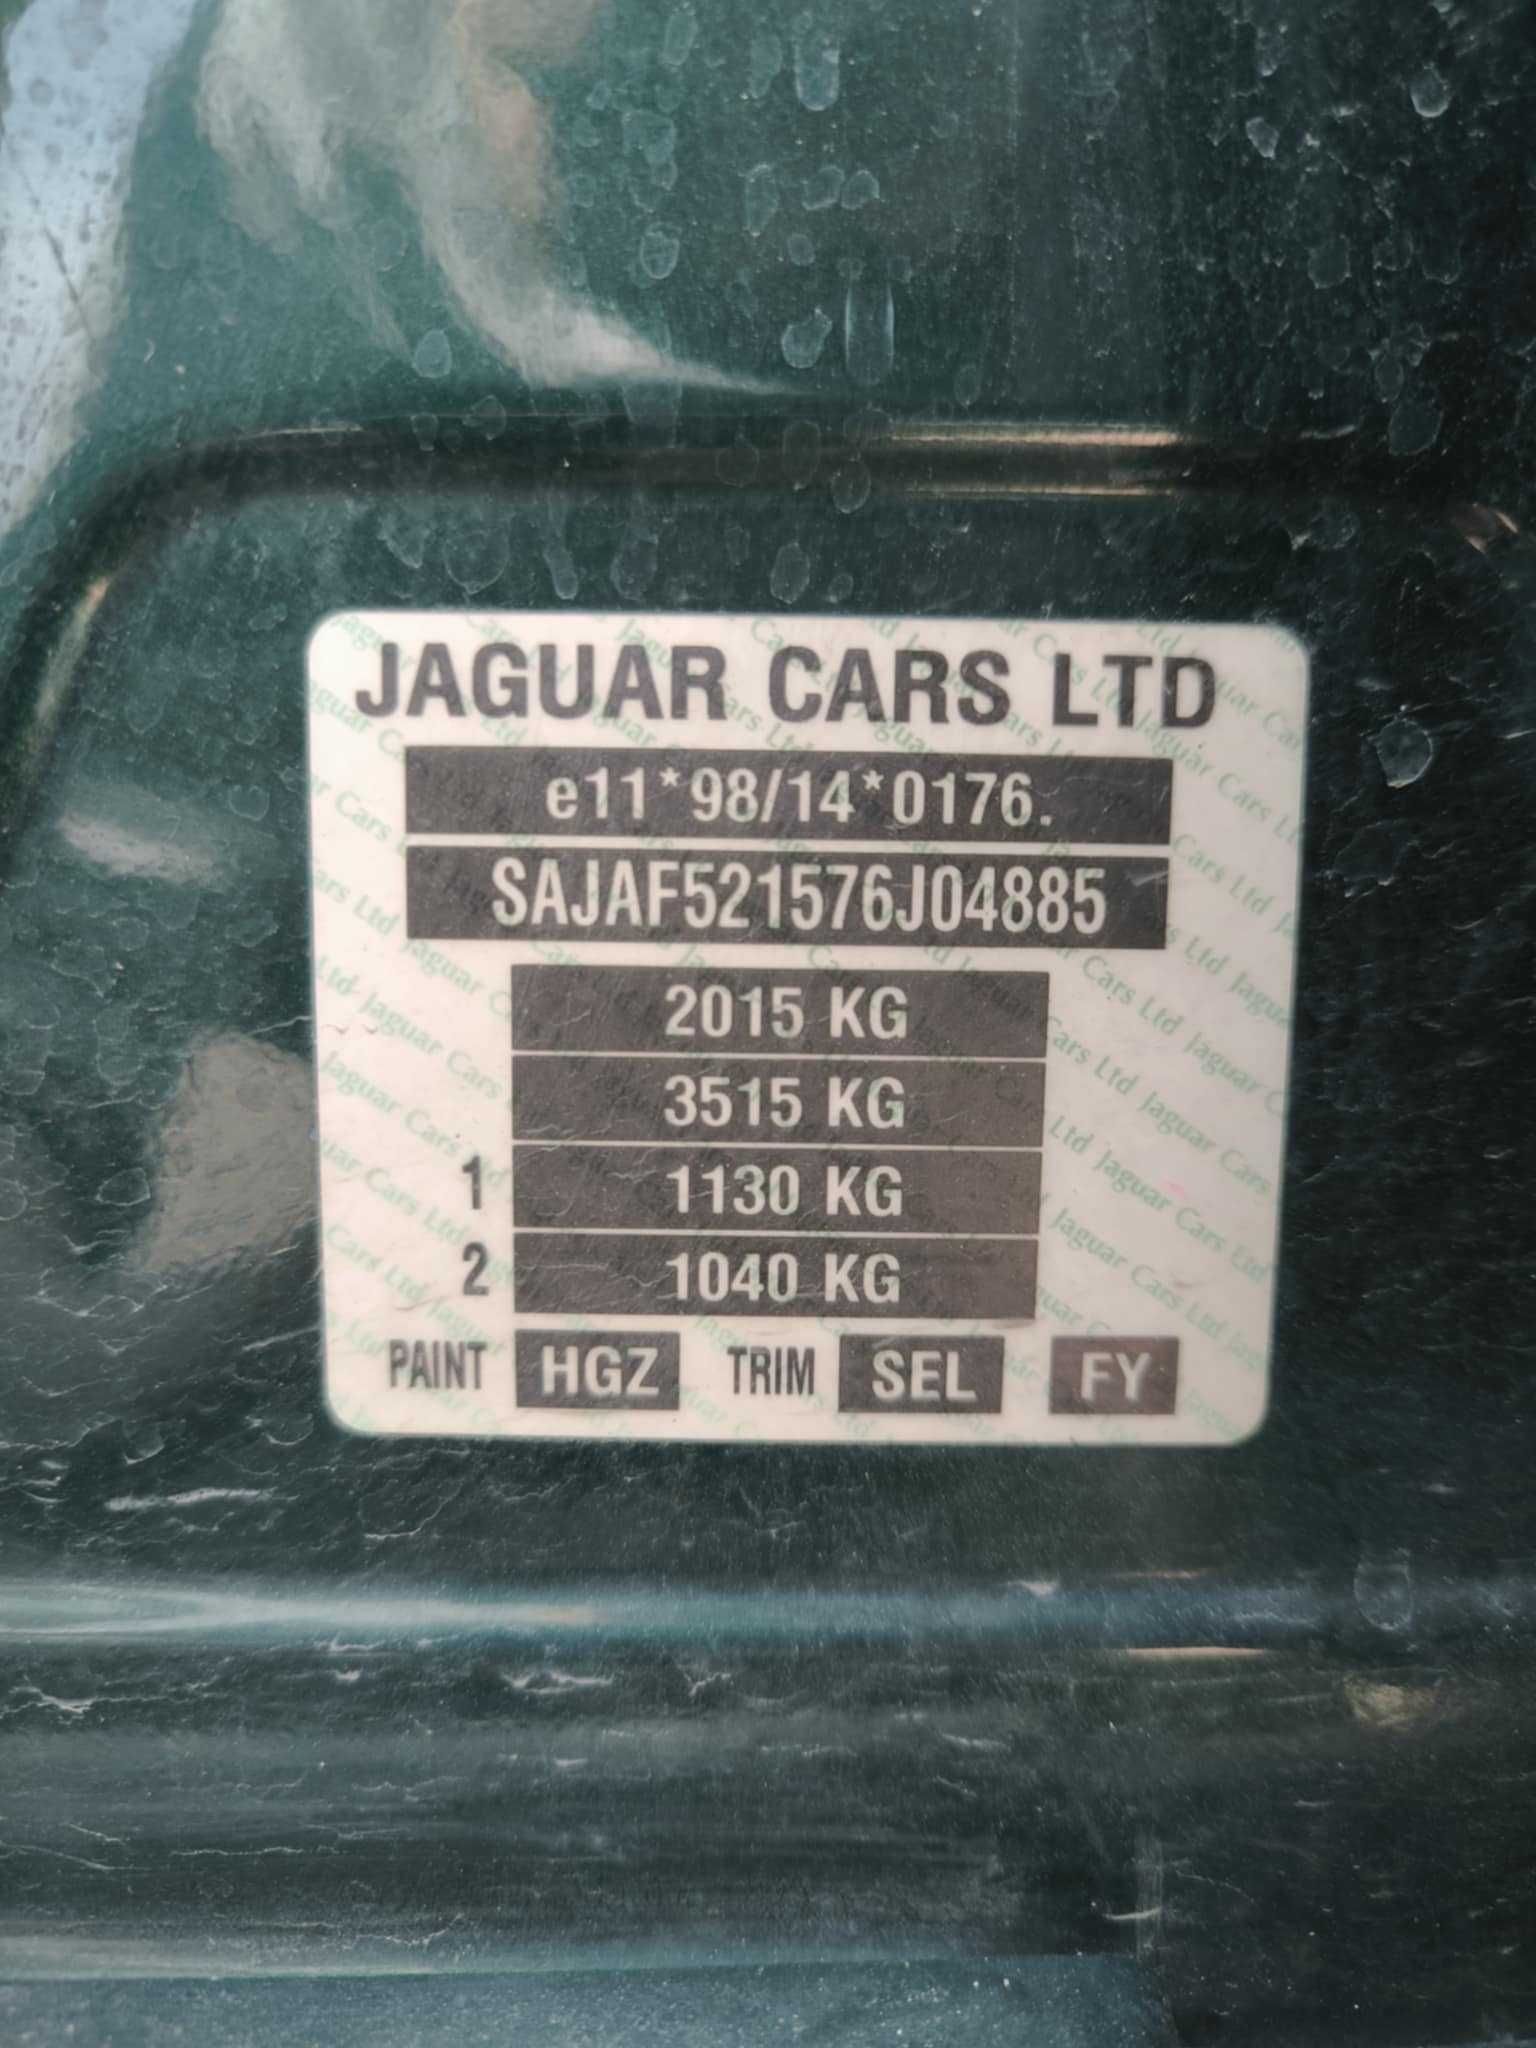 JAGUAR CARS LTD
e11*98/14*0176.
SAJAF521576J04885
2015 KG
3515 KG
1 1130 KG
2 1040 KG
PAINT HGZ TRIM SEL FY